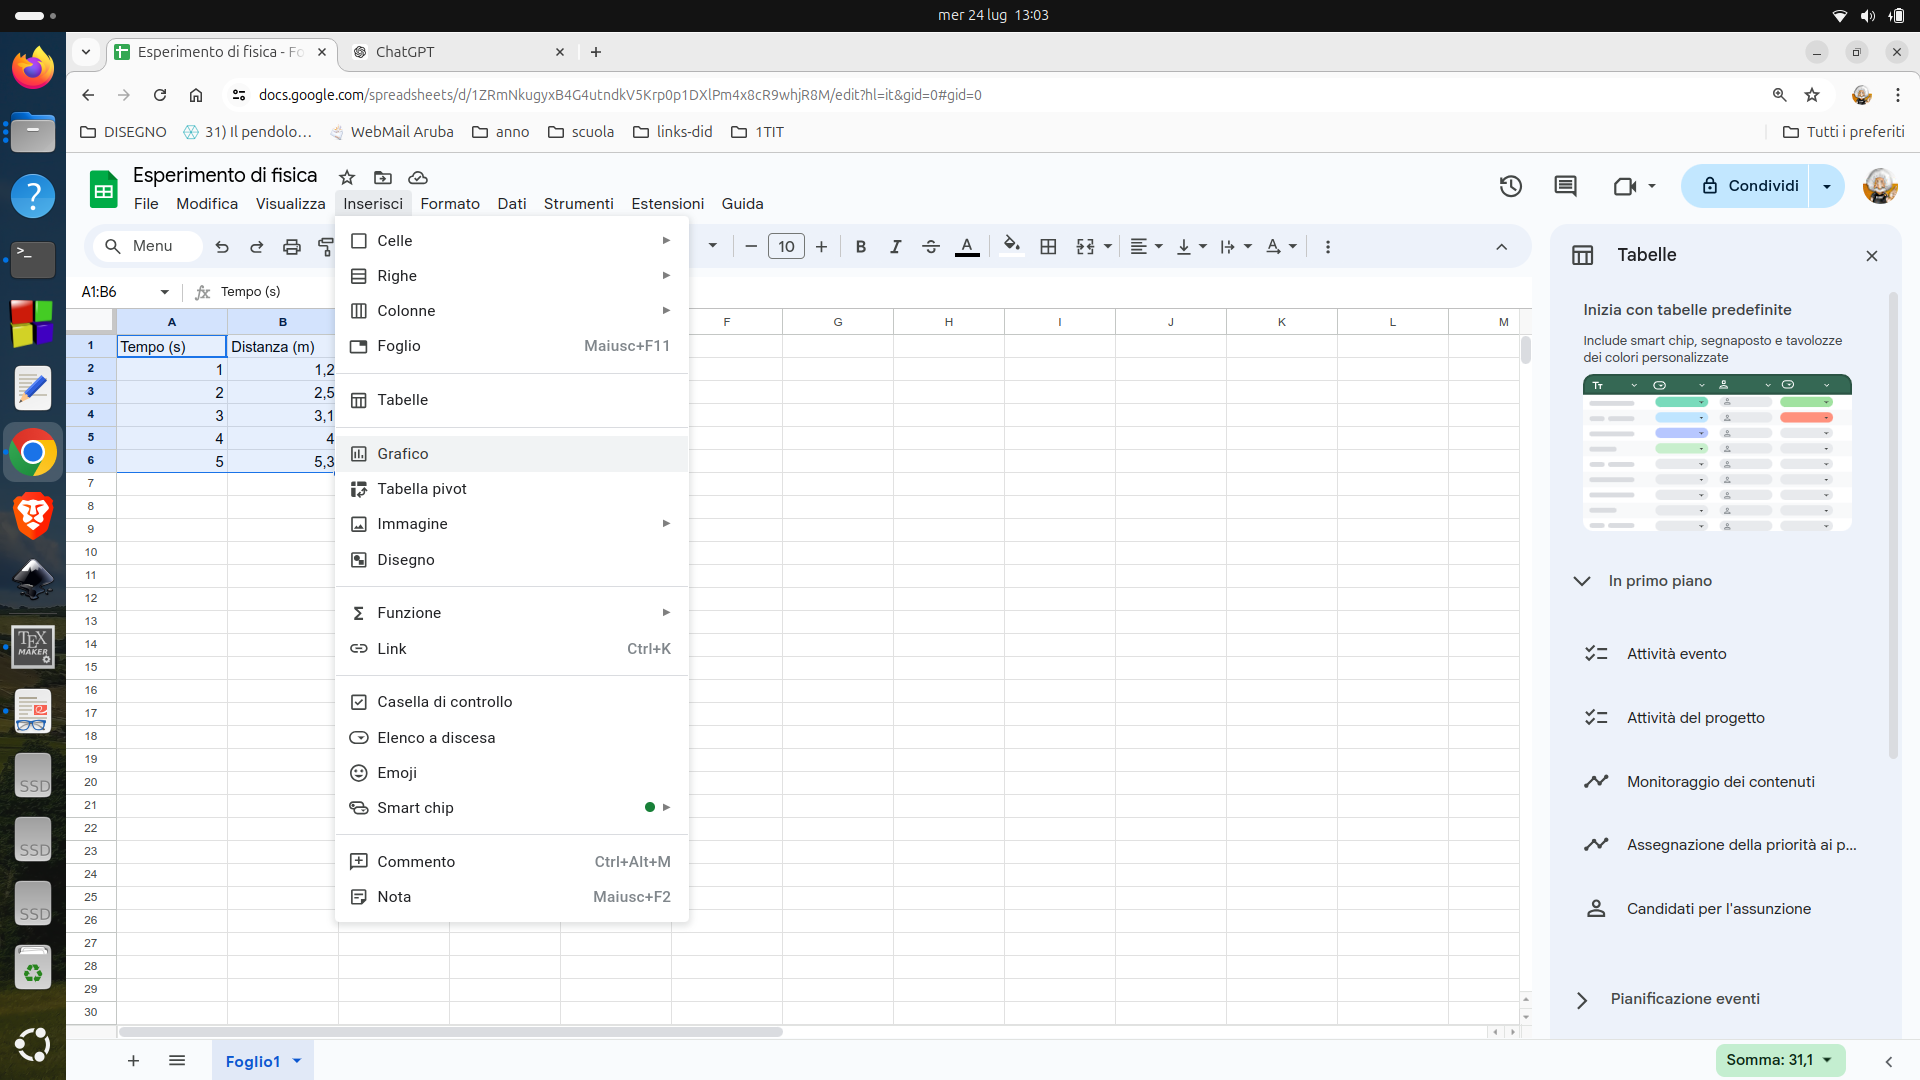 mer 24 lug 13:03
Esperimento di fisica - Fo
ChatGPT
docs.google.com/spreadsheets/d/1ZRmNkugyxB4G4utndkV5Krp0p1DXlPm4x8cR9whjR8M/edit?hl=it&gid=0#gid=0
DISEGNO 31) Il pendolo… WebMail Aruba anno scuola links-did 1TIT Tutti i preferiti
Esperimento di fisica
File Modifica Visualizza Inserisci Formato Dati Strumenti Estensioni Guida
Condividi
Menu 10
A1:B6 Tempo (s)
A B F G H I J K L M
1 Tempo (s) Distanza (m)
2 1 1,2
3 2 2,5
4 3 3,1
5 4 4
6 5 5,3
7
8
9
10
11
12
13
14
15
16
17
18
19
20
21
22
23
24
25
26
27
28
29
30
Celle
Righe
Colonne
Foglio Maiusc+F11
Tabelle
Grafico
Tabella pivot
Immagine
Disegno
Funzione
Link Ctrl+K
Casella di controllo
Elenco a discesa
Emoji
Smart chip
Commento Ctrl+Alt+M
Nota Maiusc+F2
Tabelle
Inizia con tabelle predefinite
Include smart chip, segnaposto e tavolozze
dei colori personalizzate
Tт
In primo piano
Attività evento
Attività del progetto
Monitoraggio dei contenuti
Assegnazione della priorità ai p...
Candidati per l'assunzione
Pianificazione eventi
Foglio1
Somma: 31,1
TEX
MAKER
SSD
SSD
SSD